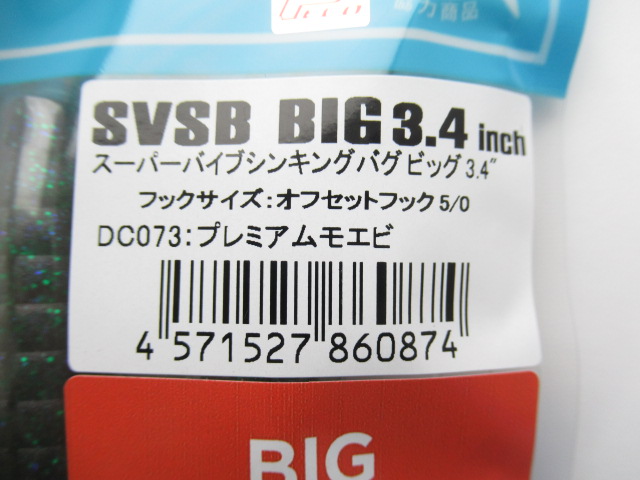 SVSB BIG 3.4 inch
スーパーバイブシンキングバグ ビッグ 3.4"
フックサイズ：オフセットフック 5/0
DC073：プレミアムモエビ
4 571527 860874
BIG